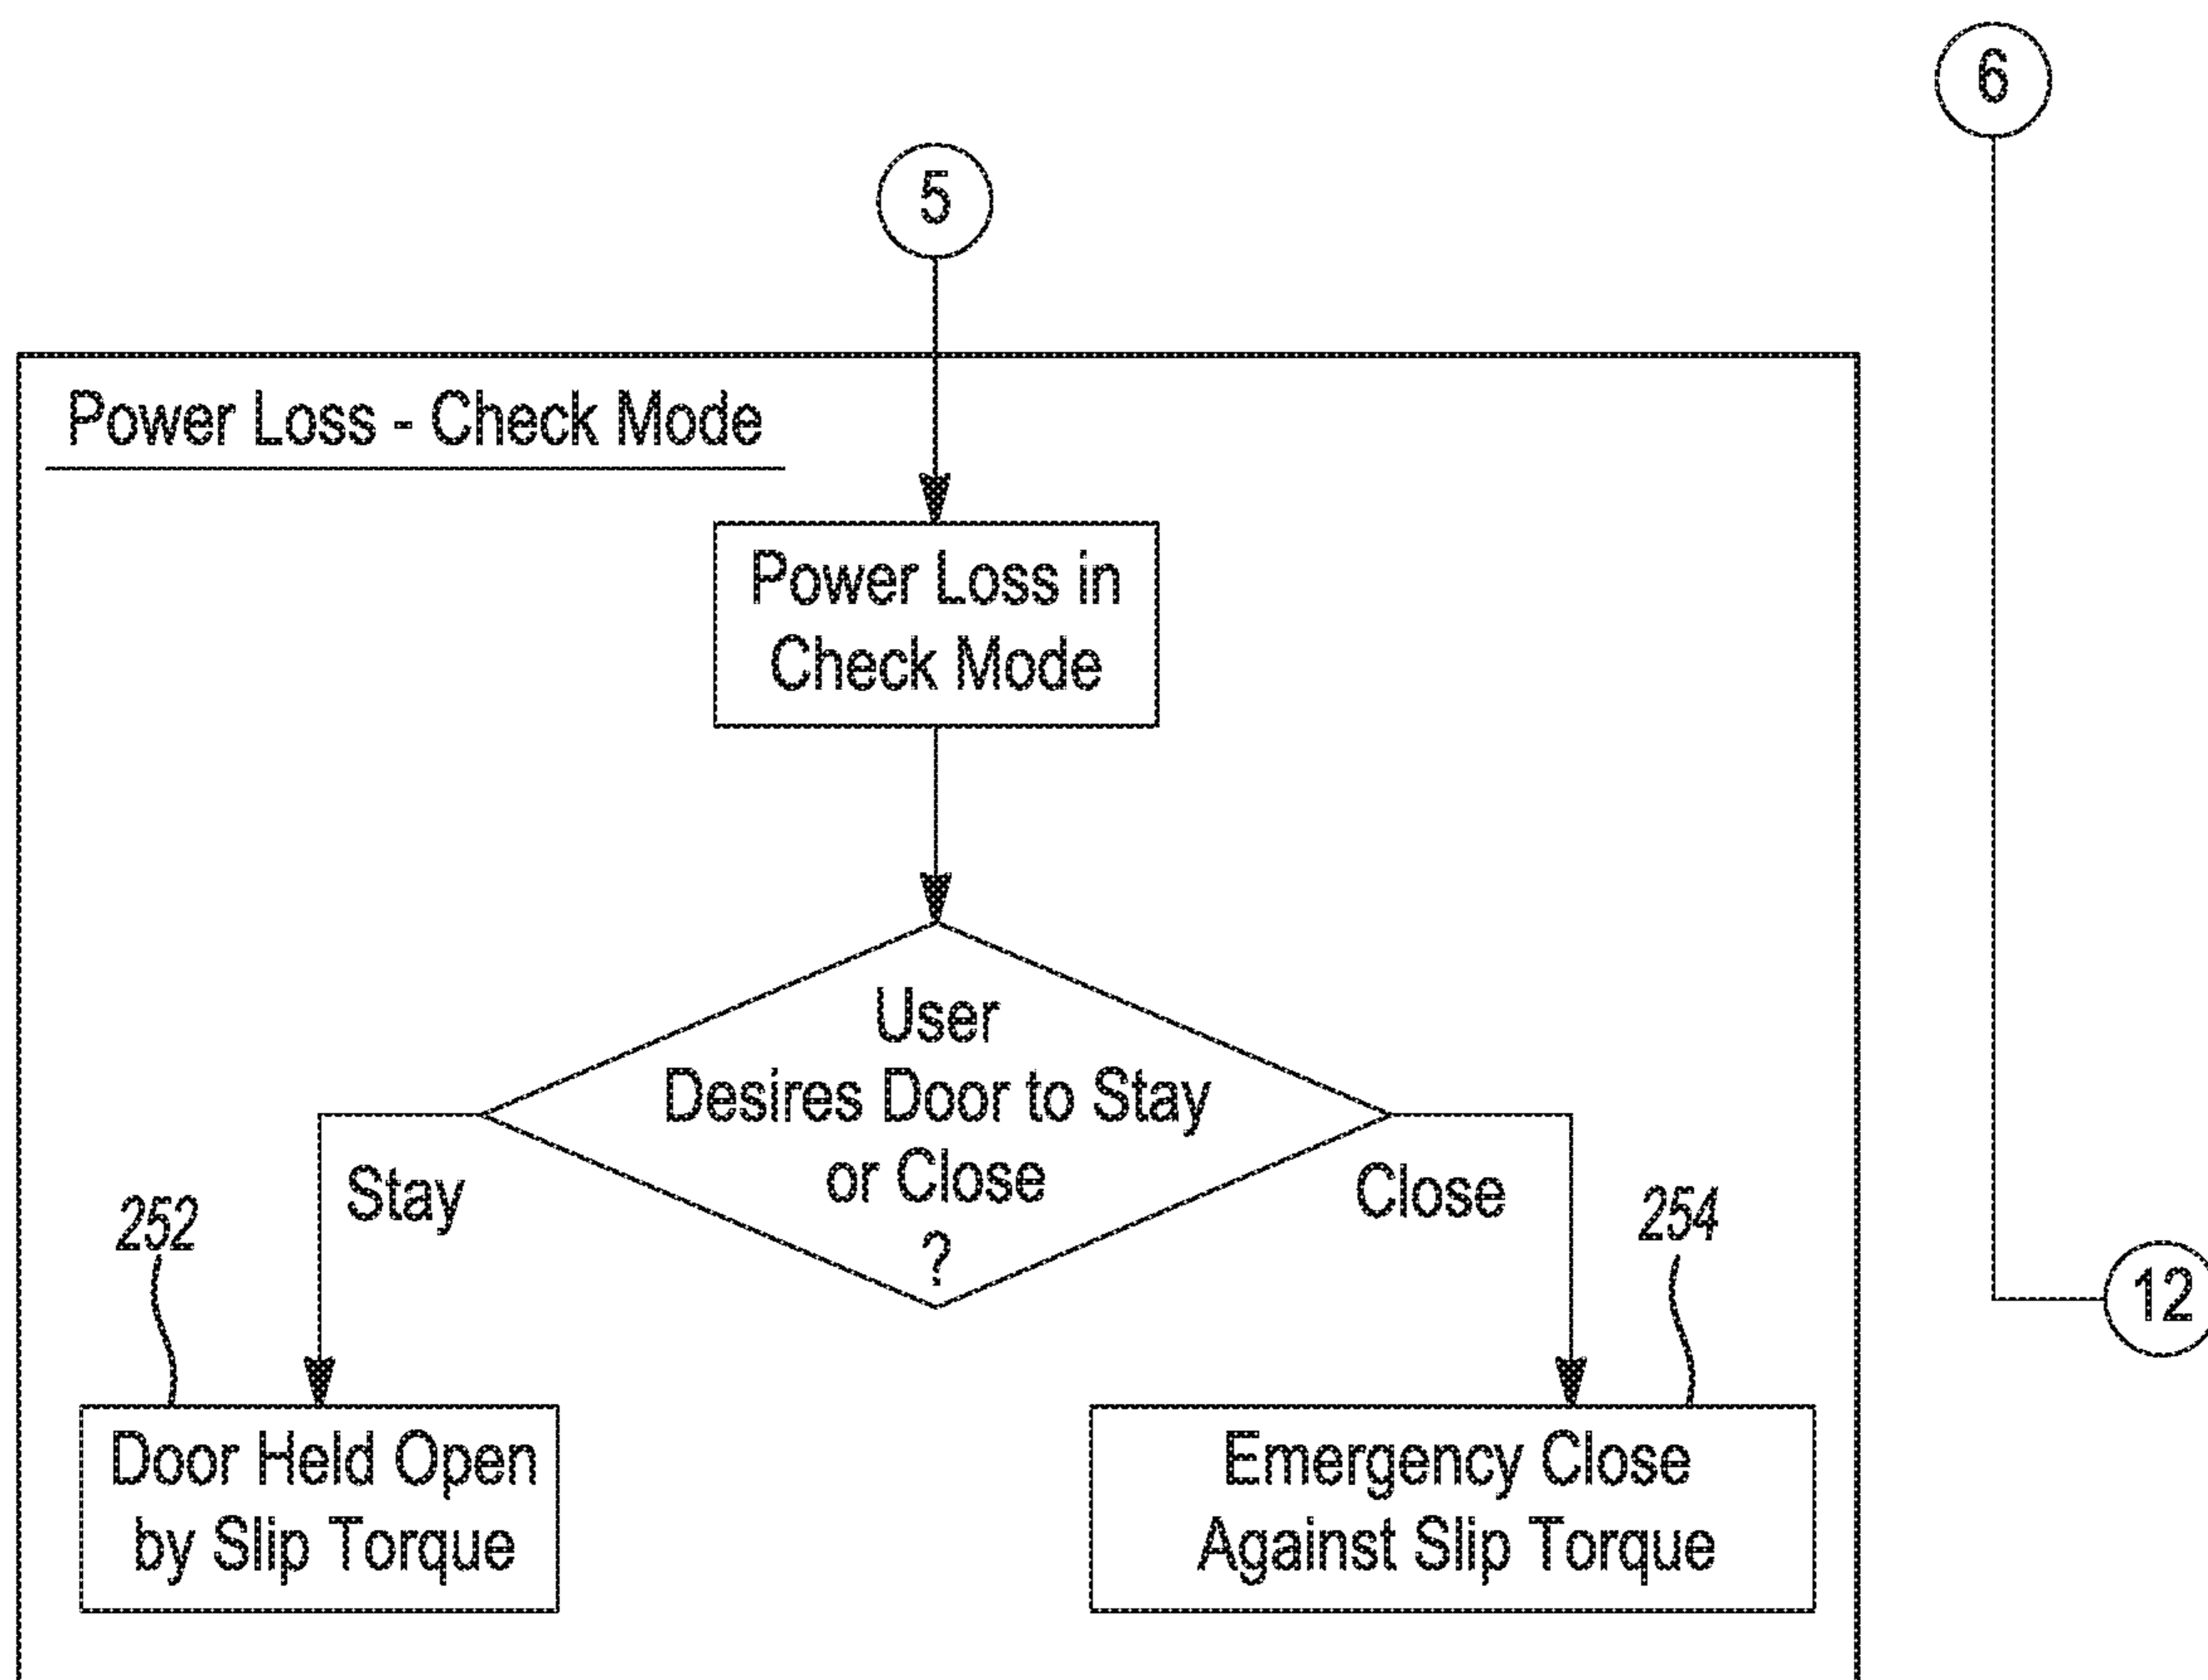 6
5
Power Loss - Check Mode
Power Loss in
Check Mode
User
Desires Door to Stay
or Close
?
Stay
Close
252
254
12
Door Held Open
by Slip Torque
Emergency Close
Against Slip Torque